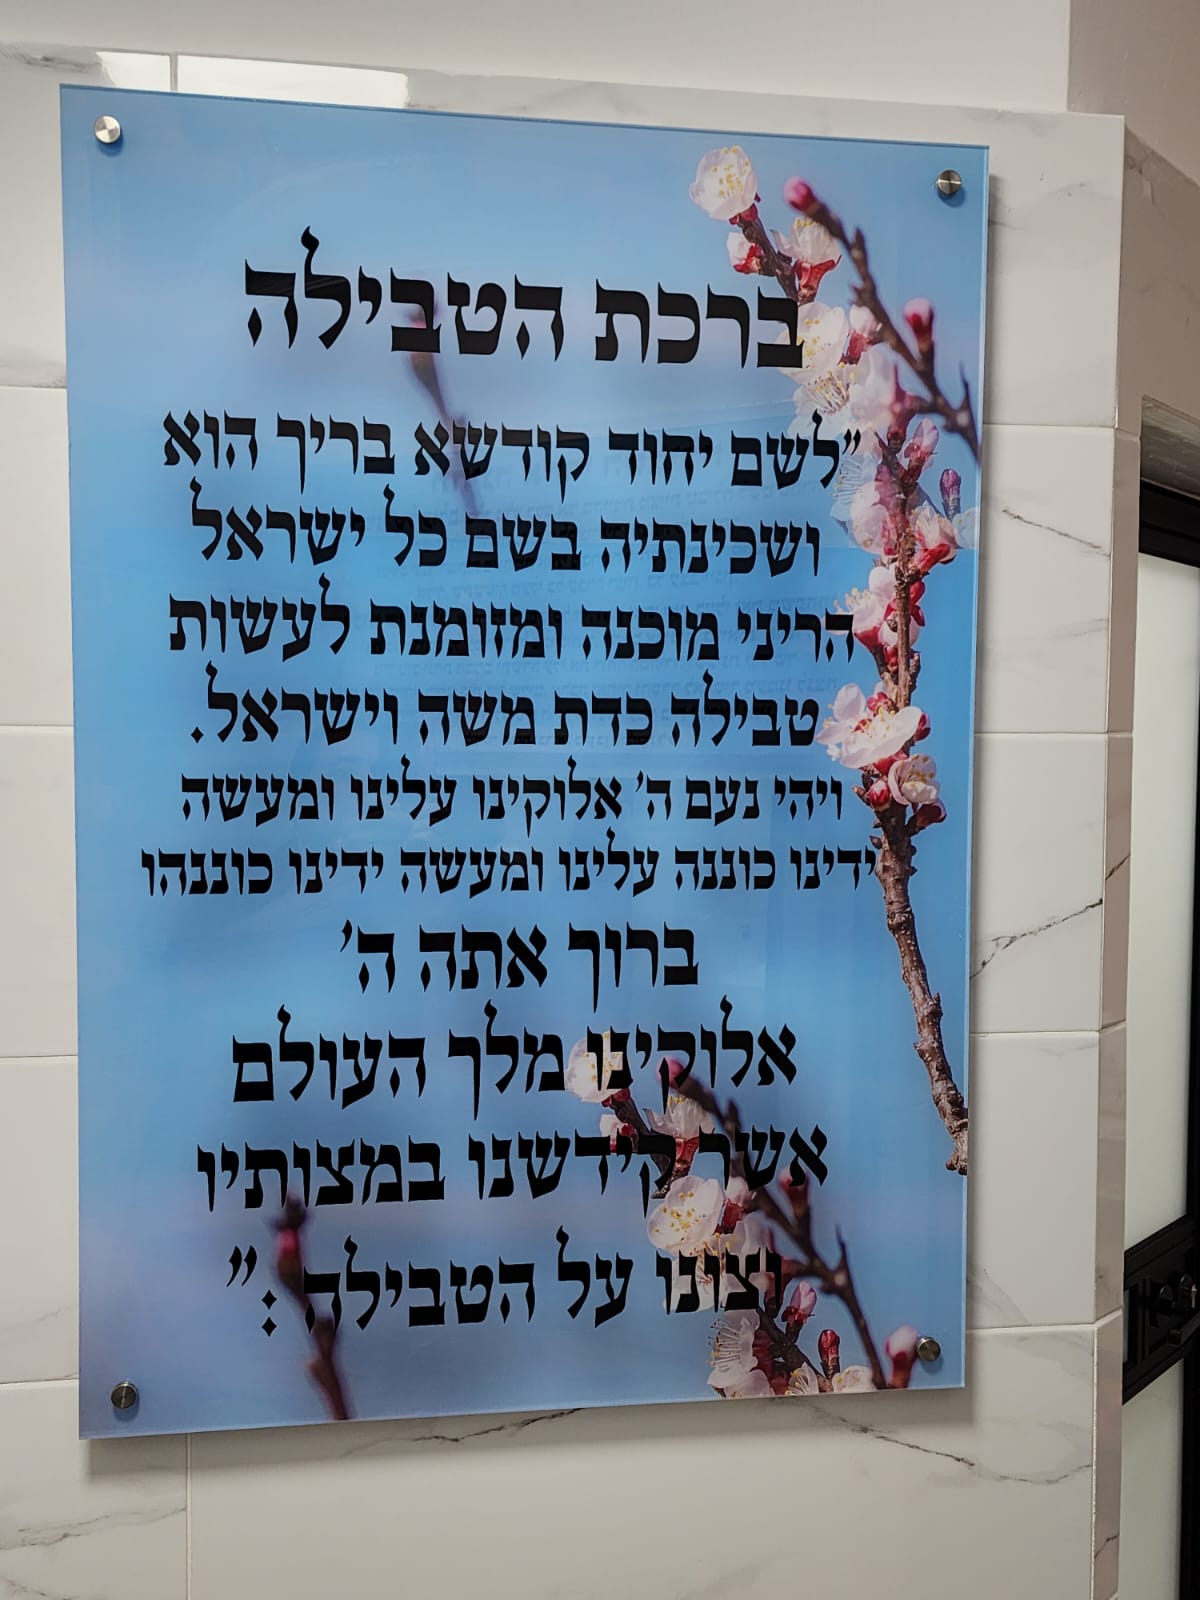 ברכת הטבילה
"לשם יחוד קודשא בריך הוא
ושכינתיה בשם כל ישראל
הריני מוכנה ומזומנת לעשות
טבילה כדת משה וישראל.
ויהי נעם ה' אלוקינו עלינו ומעשה
ידינו כוננה עלינו ומעשה ידינו כוננהו
ברוך אתה ה'
אלוקינו מלך העולם
אשר קידשנו במצותיו
וצונו על הטבילה:"